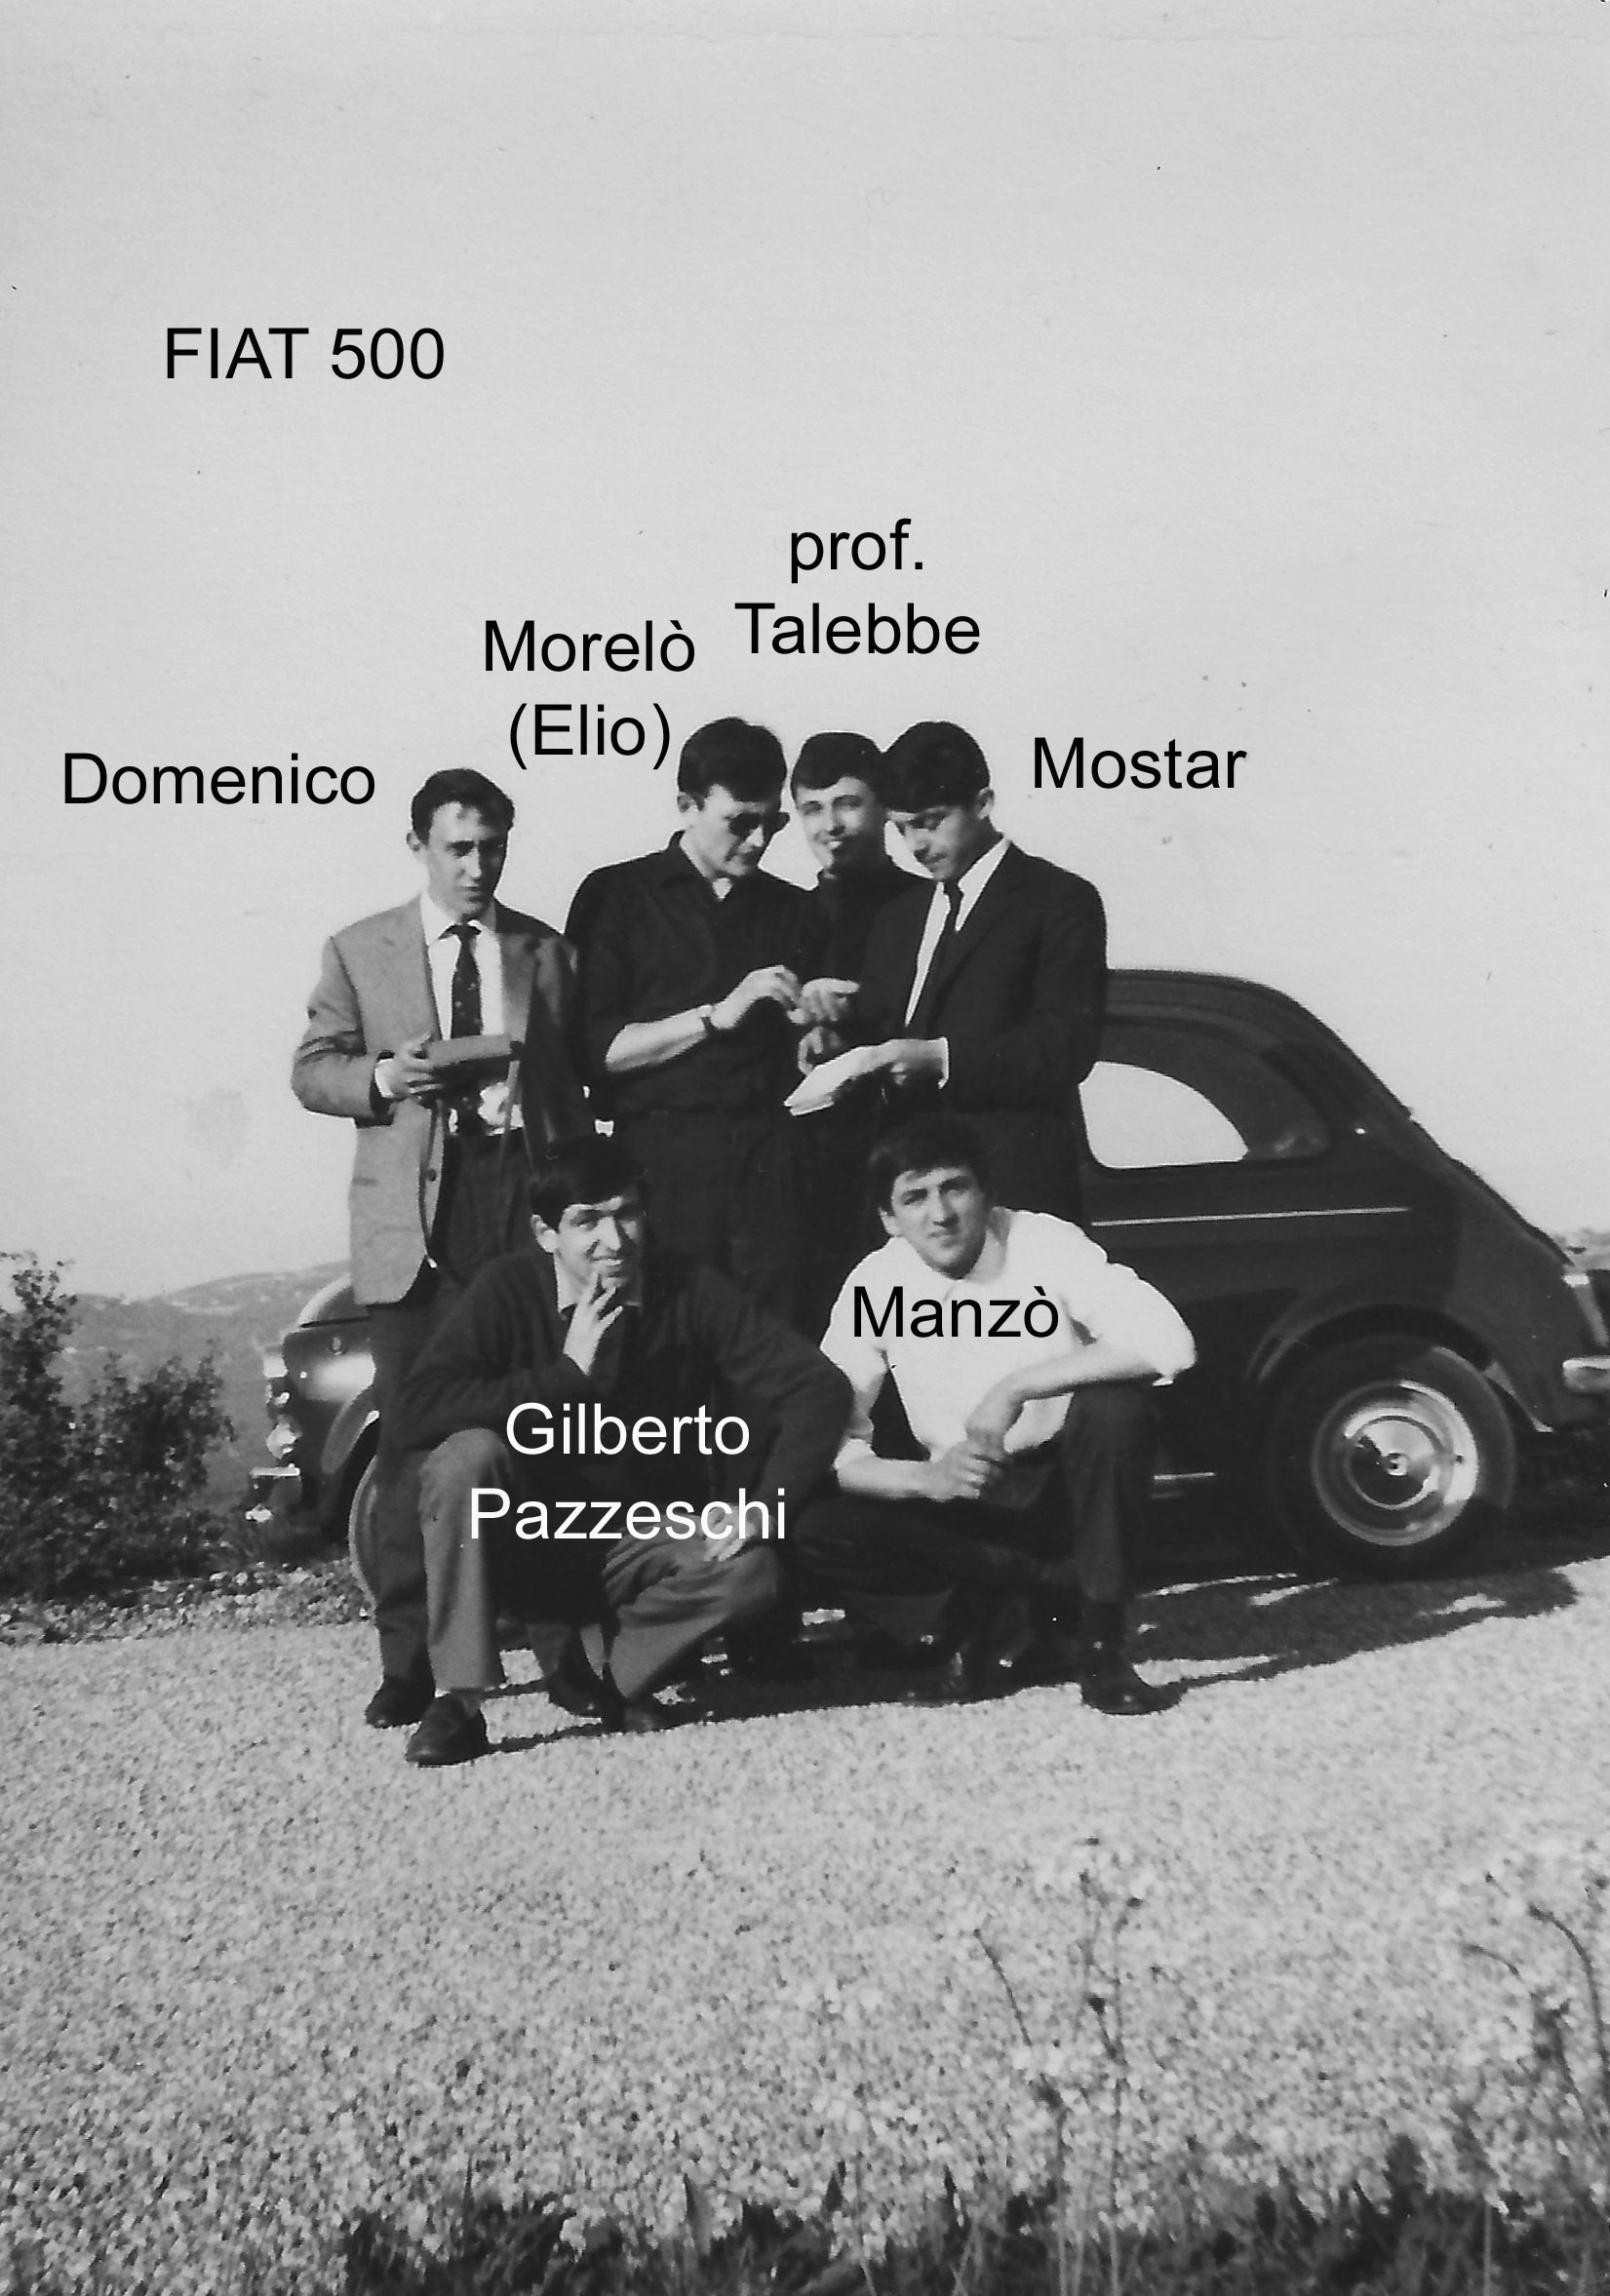 FIAT 500
prof.
Talebbe
Morelò
(Elio)
Domenico
Mostar
Manzò
Gilberto
Pazzeschi